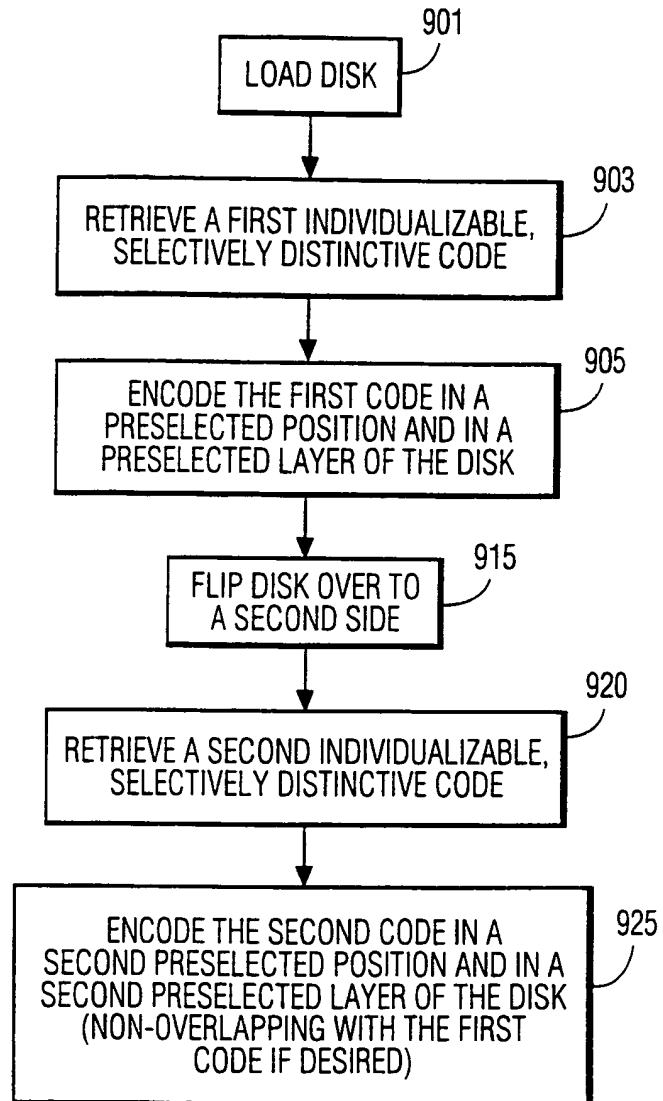 901
LOAD DISK
903
RETRIEVE A FIRST INDIVIDUALIZABLE,
SELECTIVELY DISTINCTIVE CODE
905
ENCODE THE FIRST CODE IN A
PRESELECTED POSITION AND IN A
PRESELECTED LAYER OF THE DISK
915
FLIP DISK OVER TO
A SECOND SIDE
920
RETRIEVE A SECOND INDIVIDUALIZABLE,
SELECTIVELY DISTINCTIVE CODE
925
ENCODE THE SECOND CODE IN A
SECOND PRESELECTED POSITION AND IN A
SECOND PRESELECTED LAYER OF THE DISK
(NON-OVERLAPPING WITH THE FIRST
CODE IF DESIRED)